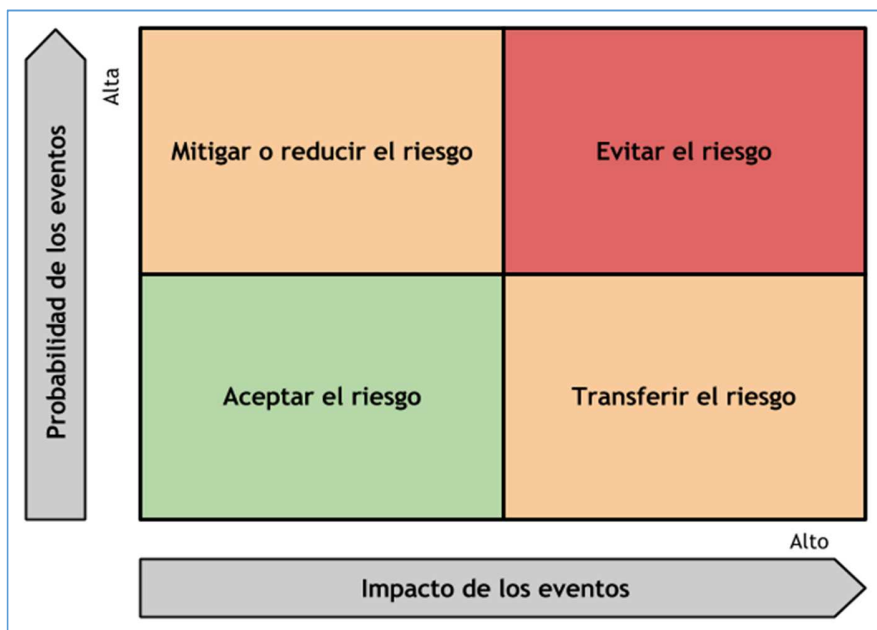 Probabilidad de los eventos
Alta
Mitigar o reducir el riesgo
Evitar el riesgo
Aceptar el riesgo
Transferir el riesgo
Alto
Impacto de los eventos